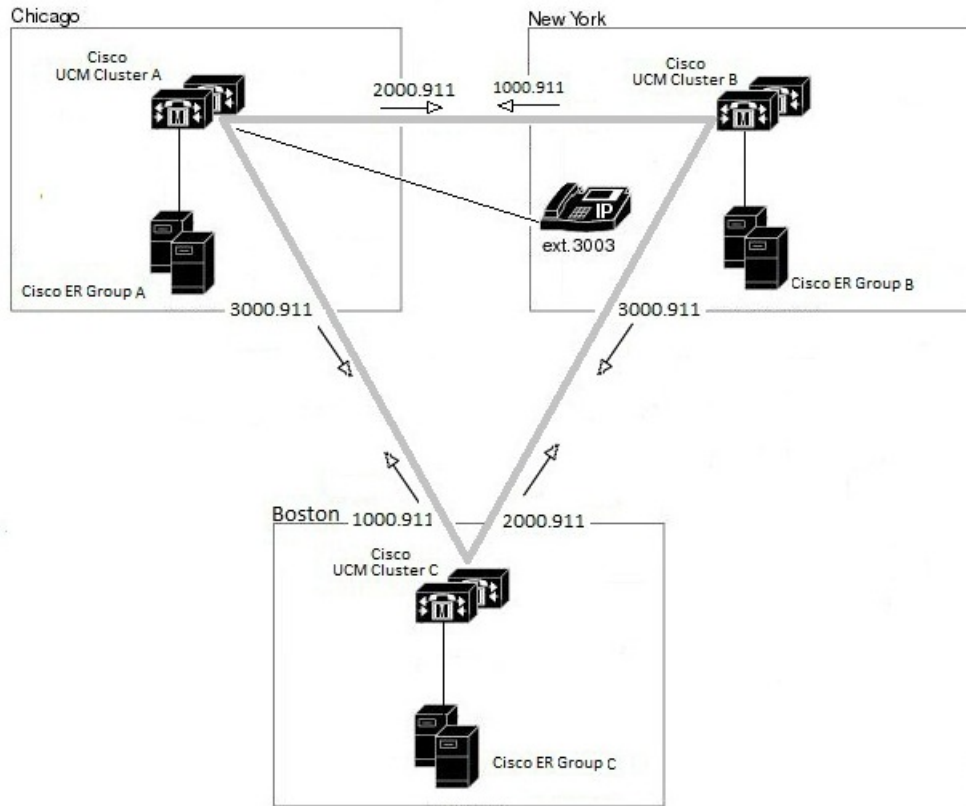 Chicago
New York
Cisco
UCM Cluster A
Cisco
UCM Cluster B
2000.911
1000.911
M
M
IP
ext.3003
Cisco ER Group A
Cisco ER Group B
3000.911
3000.911
Boston
1000.911
2000.911
Cisco
UCM Cluster C
M
Cisco ER Group C